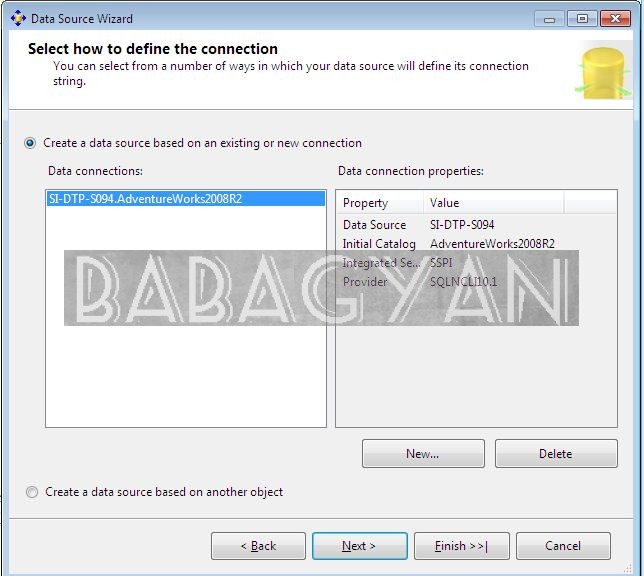 Data Source Wizard
Select how to define the connection
You can select from a number of ways in which your data source will define its connection
string.
Create a data source based on an existing or new connection
Data connections:
SI-DTP-S094.AdventureWorks2008R2
Data connection properties:
Property Value
Data Source SI-DTP-S094
Initial Catalog AdventureWorks2008R2
Integrated Se... SSPI
Provider SQLNCLI10.1
BABAGYAN
New...
Delete
Create a data source based on another object
< Back
Next >
Finish >>|
Cancel